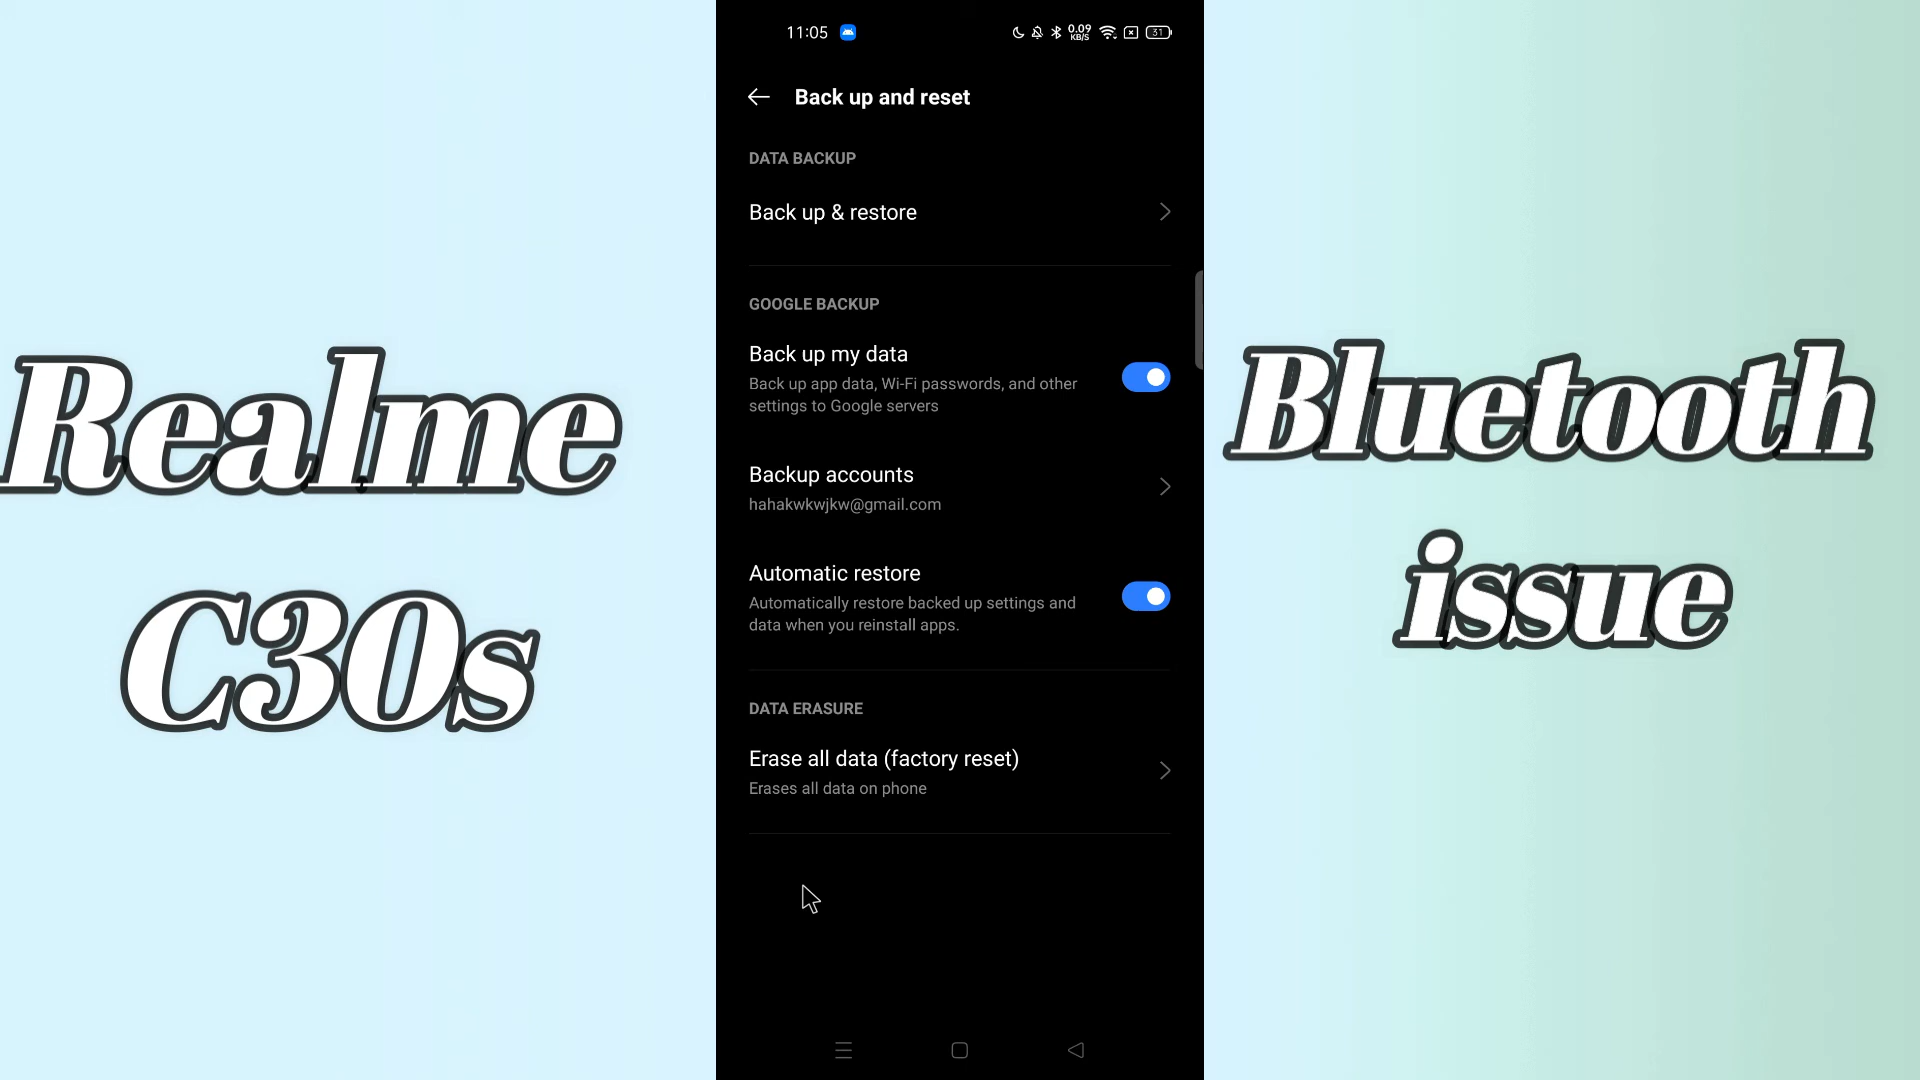 11:05
0.09
KB/S
31
Back up and reset
DATA BACKUP
Back up & restore
GOOGLE BACKUP
Back up my data
Back up app data, Wi-Fi passwords, and other
settings to Google servers
Backup accounts
hahakwkwjkw@gmail.com
Automatic restore
Automatically restore backed up settings and
data when you reinstall apps.
DATA ERASURE
Erase all data (factory reset)
Erases all data on phone
Realme
C30s
Bluetooth
issue